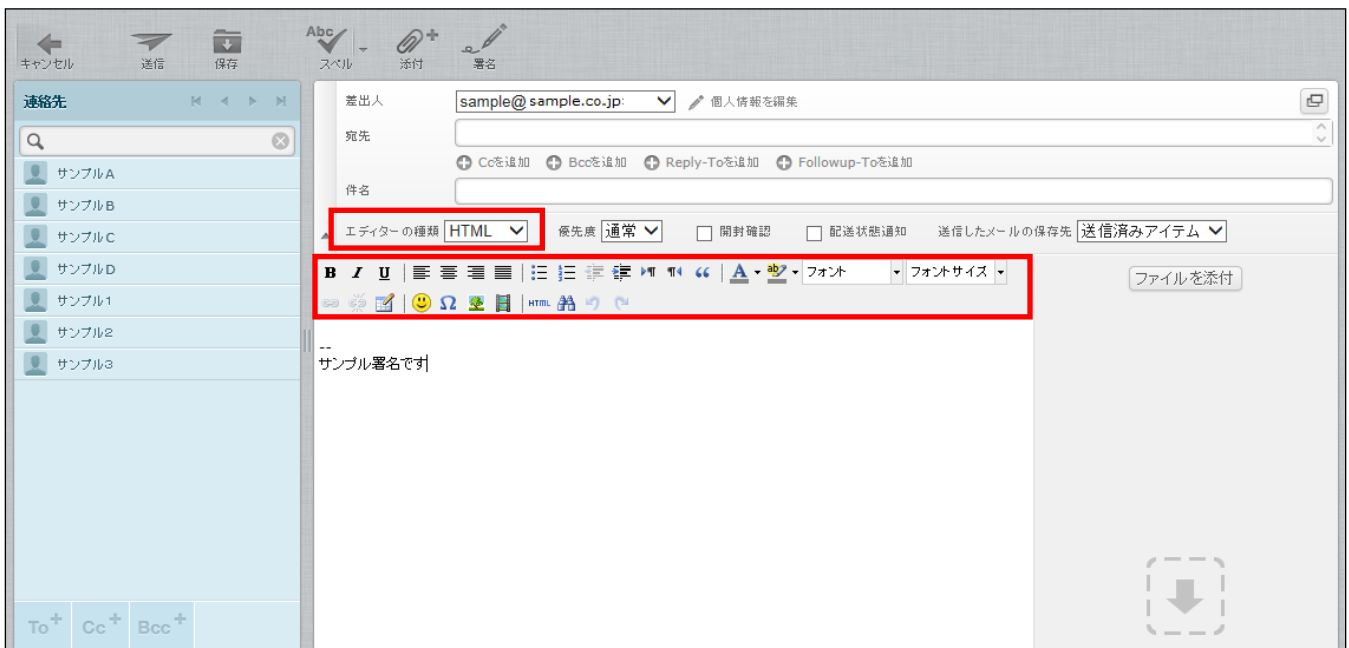 Abc
キャンセル 送信 保存 スペル 添付 署名
連絡先
サンプルA
サンプルB
サンプルC
サンプルD
サンプル1
サンプル2
サンプル3
To+ Cc+ Bcc+
差出人 sample@sample.co.jp: 個人情報を編集
宛先
Ccを追加 Bccを追加 Reply-Toを追加 Followup-Toを追加
件名
エディターの種類 HTML 優先度 通常 開封確認 配送状態通知 送信したメールの保存先 送信済みアイテム
B I U A ab フォント フォントサイズ
Ω HTML
ファイルを添付
--
サンプル署名です